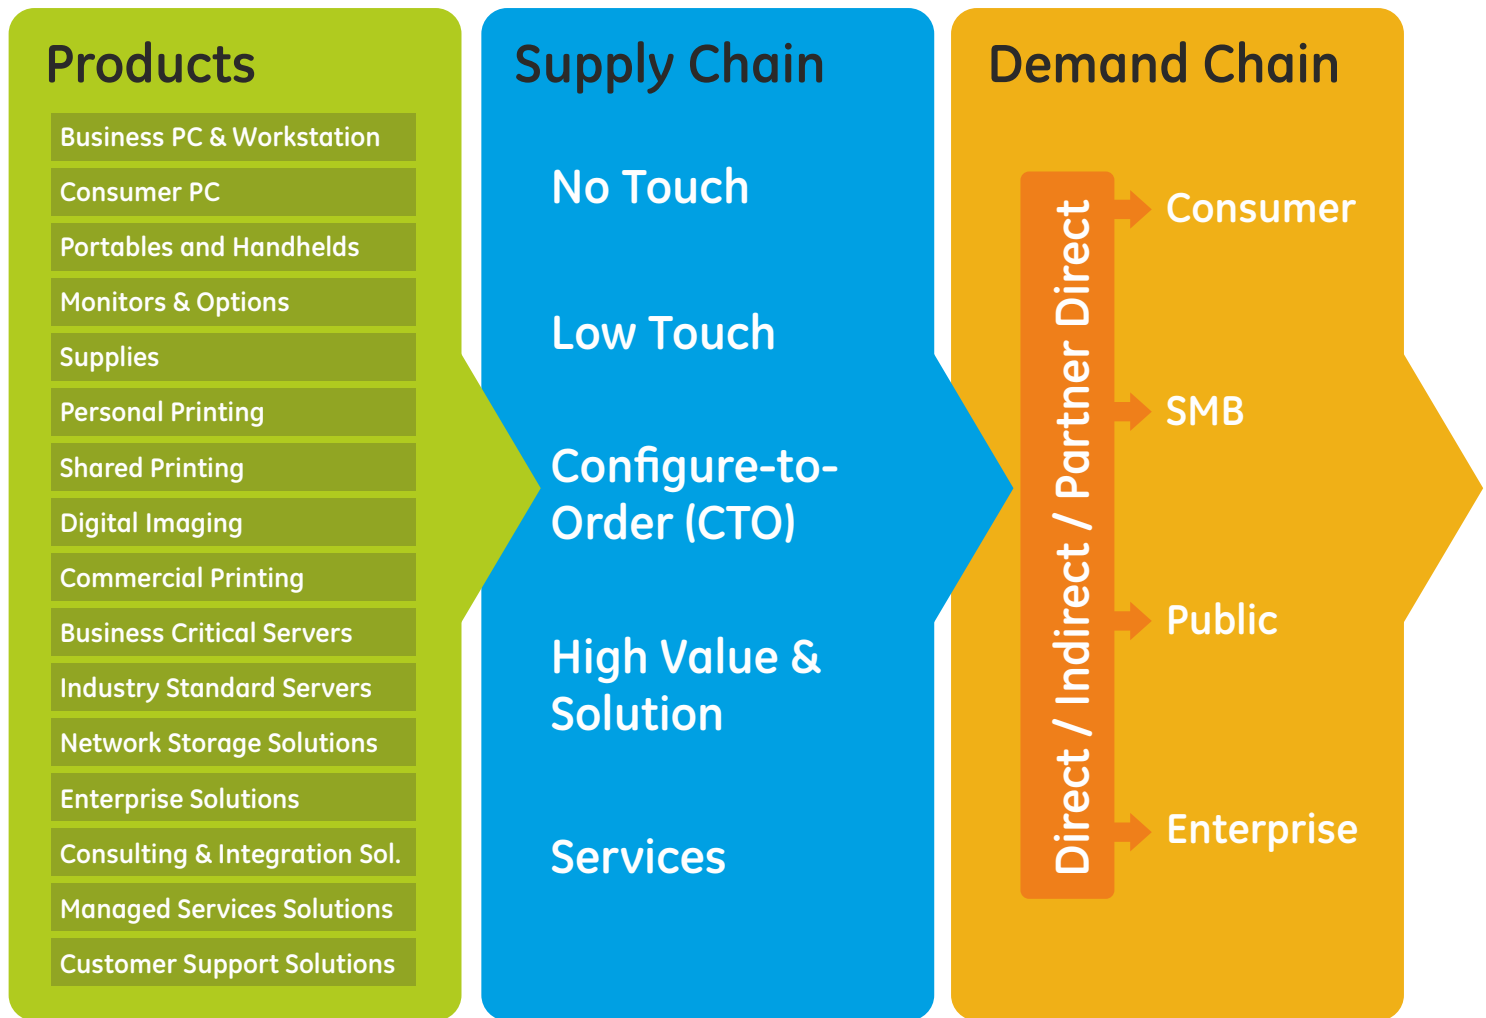 Products
Business PC & Workstation
Consumer PC
Portables and Handhelds
Monitors & Options
Supplies
Personal Printing
Shared Printing
Digital Imaging
Commercial Printing
Business Critical Servers
Industry Standard Servers
Network Storage Solutions
Enterprise Solutions
Consulting & Integration Sol.
Managed Services Solutions
Customer Support Solutions
Supply Chain
No Touch
Low Touch
Configure-to-
Order (CTO)
High Value &
Solution
Services
Demand Chain
Direct / Indirect / Partner Direct
Consumer
SMB
Public
Enterprise